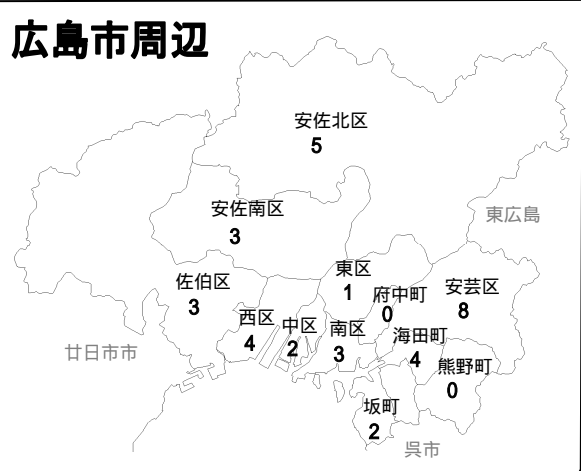 広島市周辺
安佐北区
5
安佐南区
3
東広島
東区
1
佐伯区
3
府中町
0
安芸区
8
西区
4
中区
2
南区
3
海田町
4
廿日市市
熊野町
0
坂町
2
呉市